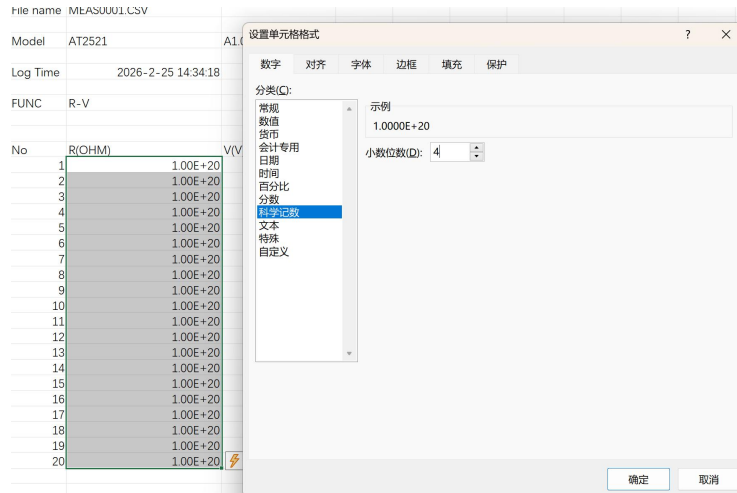 File name MEAS0001.CSV
Model AT2521 A1.0
Log Time 2026-2-25 14:34:18
FUNC R-V
No R(OHM) V(V
1 1.00E+20
2 1.00E+20
3 1.00E+20
4 1.00E+20
5 1.00E+20
6 1.00E+20
7 1.00E+20
8 1.00E+20
9 1.00E+20
10 1.00E+20
11 1.00E+20
12 1.00E+20
13 1.00E+20
14 1.00E+20
15 1.00E+20
16 1.00E+20
17 1.00E+20
18 1.00E+20
19 1.00E+20
20 1.00E+20
设置单元格格式 ?
数字 对齐 字体 边框 填充 保护
分类(C):
常规
数值
货币
会计专用
日期
时间
百分比
分数
科学记数
文本
特殊
自定义
示例
1.0000E+20
小数位数(D): 4
确定 取消